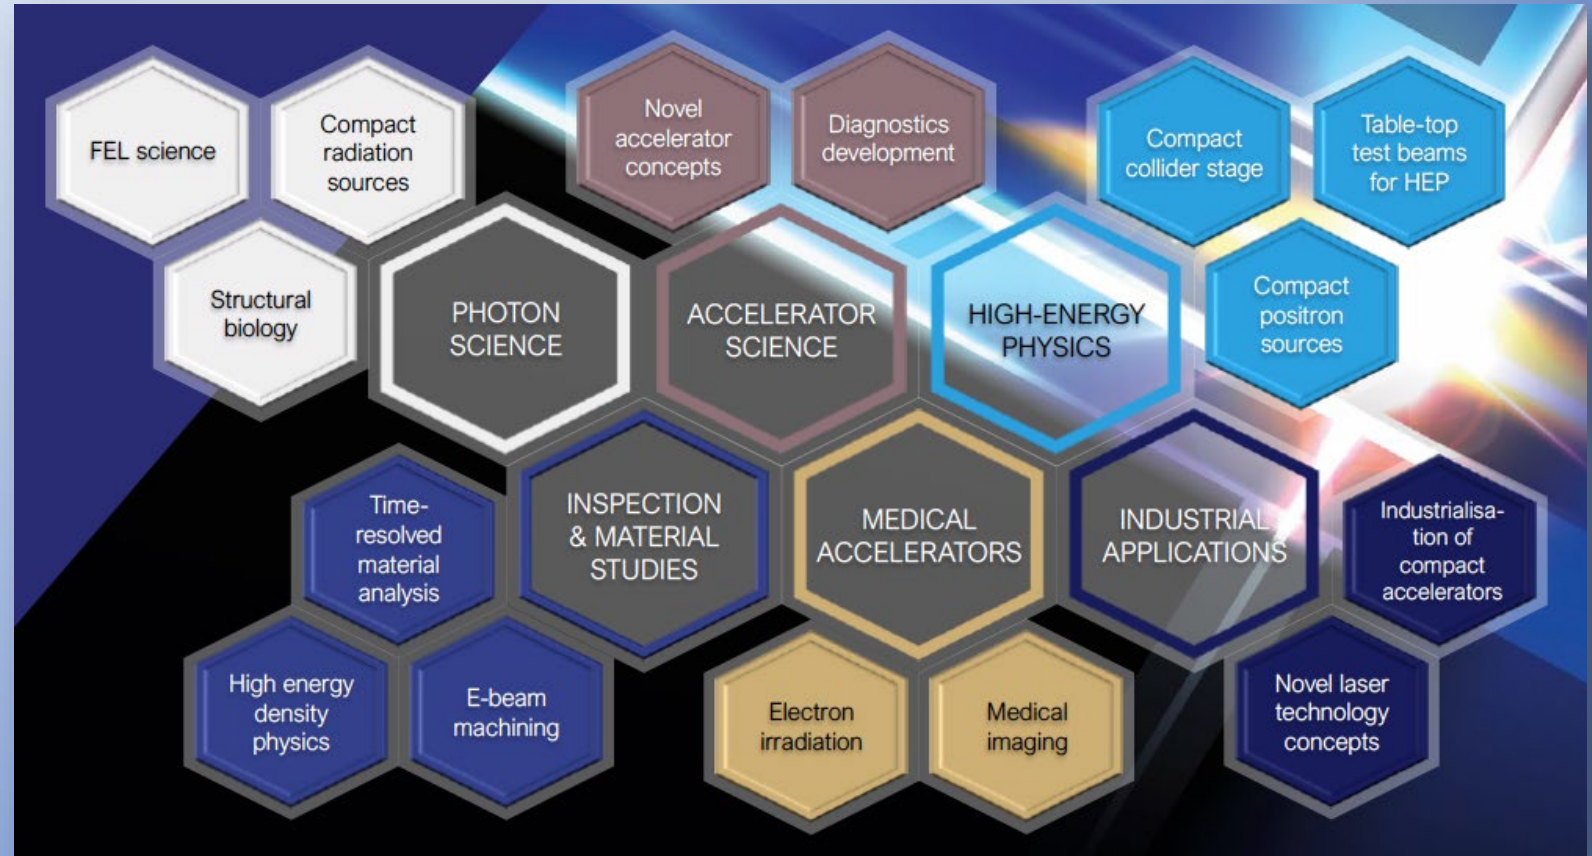 FEL science
Compact
radiation
sources
Novel
accelerator
concepts
Diagnostics
development
Compact
collider stage
Table-top
test beams
for HEP
Structural
biology
PHOTON
SCIENCE
ACCELERATOR
SCIENCE
HIGH-ENERGY
PHYSICS
Compact
positron
sources
Time-
resolved
material
analysis
INSPECTION
& MATERIAL
STUDIES
MEDICAL
ACCELERATORS
INDUSTRIAL
APPLICATIONS
Industrialisa-
tion of
compact
accelerators
High energy
density
physics
E-beam
machining
Electron
irradiation
Medical
imaging
Novel laser
technology
concepts